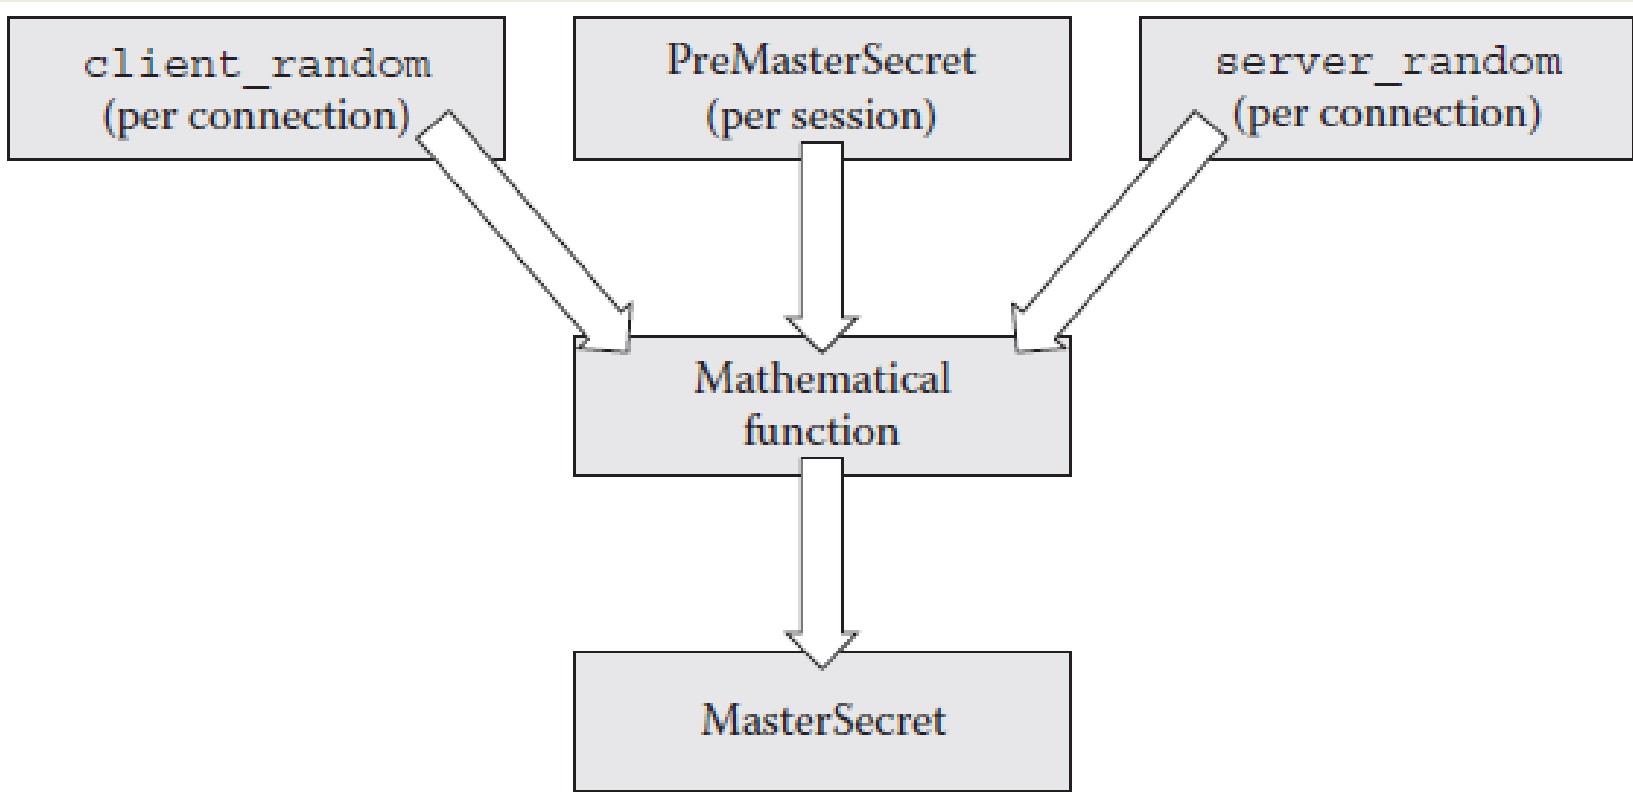 client_random
(per connection)
PreMasterSecret
(per session)
server_random
(per connection)
Mathematical
function
MasterSecret